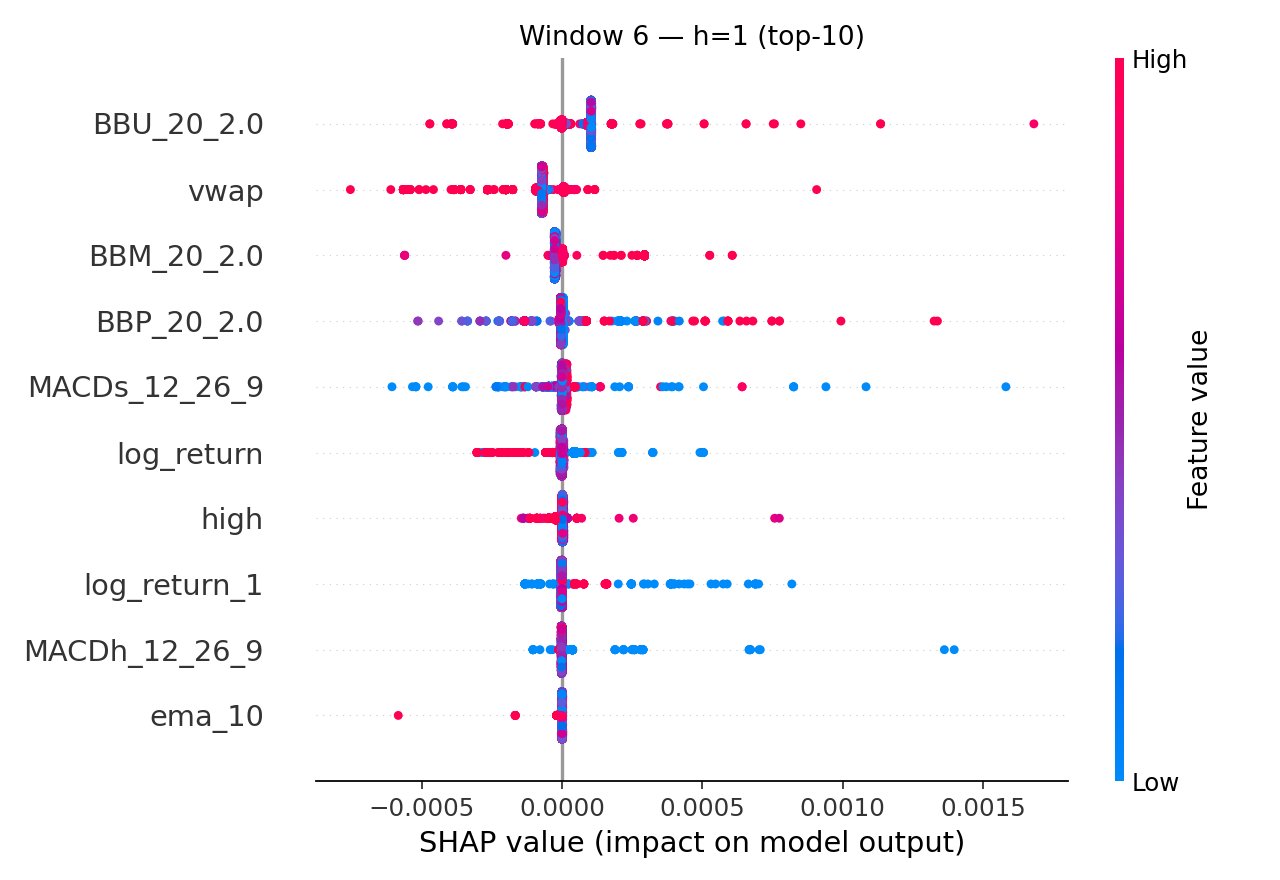 Window 6 — h=1 (top-10)
High
BBU_20_2.0
vwap
BBM_20_2.0
BBP_20_2.0
MACDs_12_26_9
log_return
high
log_return_1
MACDh_12_26_9
ema_10
Feature value
Low
−0.0005 0.0000 0.0005 0.0010 0.0015
SHAP value (impact on model output)